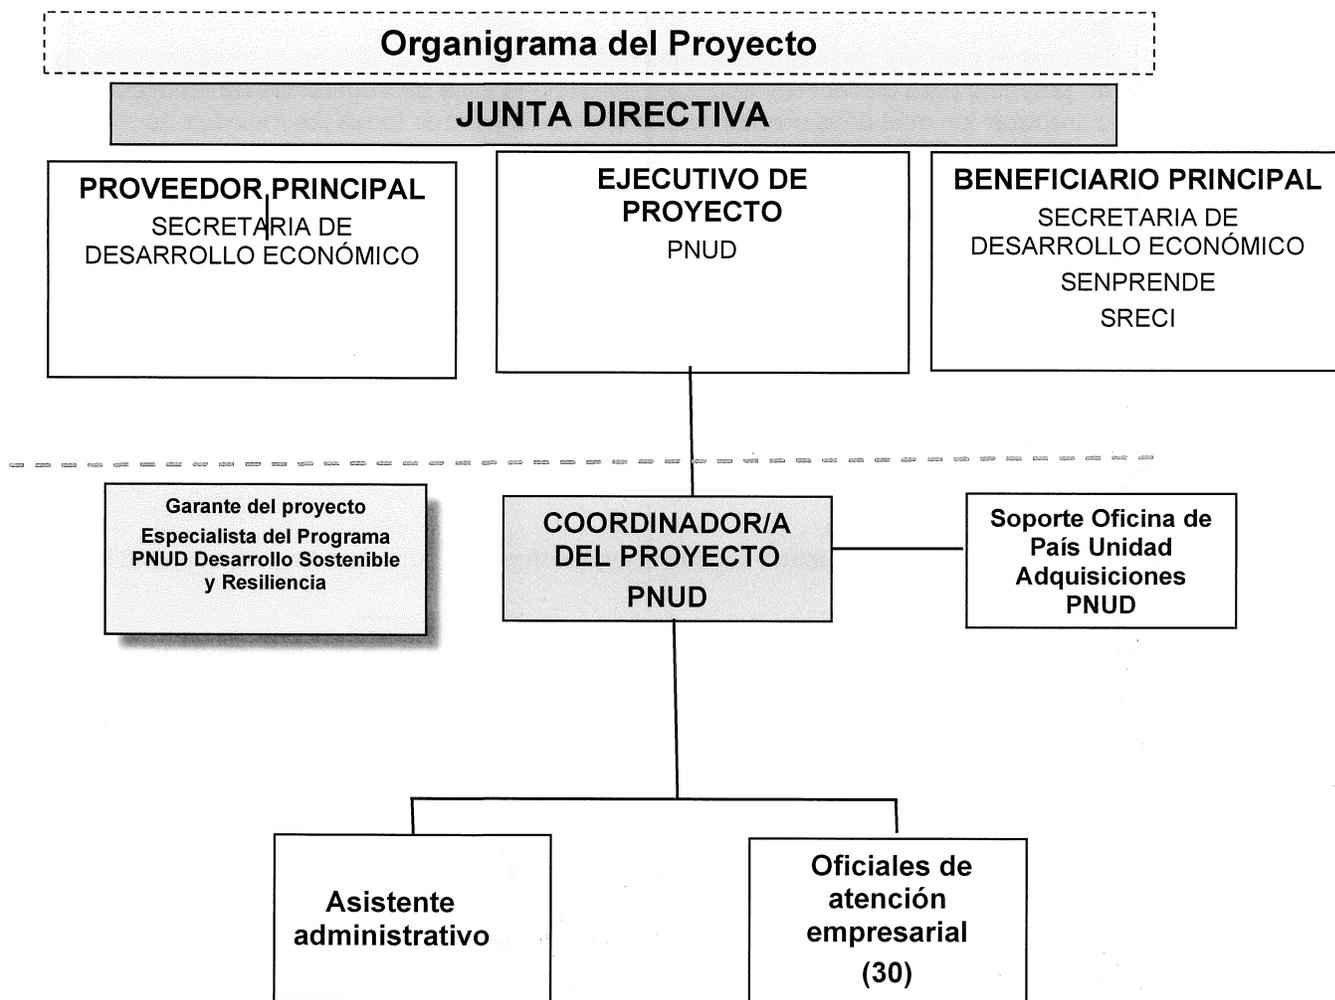 Organigrama del Proyecto
JUNTA DIRECTIVA
PROVEEDOR PRINCIPAL
SECRETARIA DE
DESARROLLO ECONÓMICO
EJECUTIVO DE
PROYECTO
PNUD
BENEFICIARIO PRINCIPAL
SECRETARIA DE
DESARROLLO ECONÓMICO
SENPRENDE
SRECI
Garante del proyecto
Especialista del Programa
PNUD Desarrollo Sostenible
y Resiliencia
COORDINADOR/A
DEL PROYECTO
PNUD
Soporte Oficina de
País Unidad
Adquisiciones
PNUD
Asistente
administrativo
Oficiales de
atención
empresarial
(30)